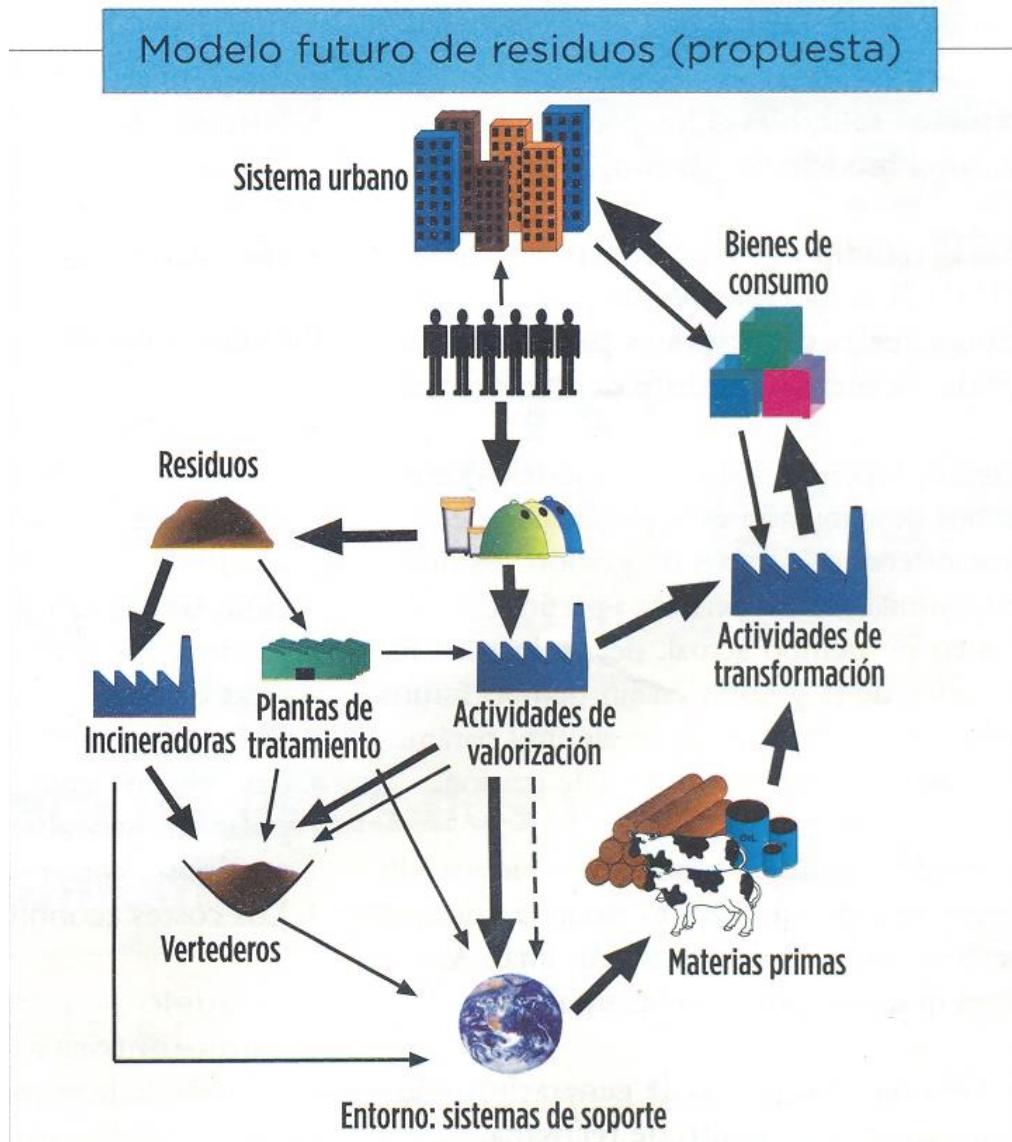 Modelo futuro de residuos (propuesta)
Sistema urbano
Bienes de
consumo
Residuos
Actividades de
transformación
Incineradoras
Plantas de
tratamiento
Actividades de
valorización
OIL
Vertederos
Materias primas
Entorno: sistemas de soporte